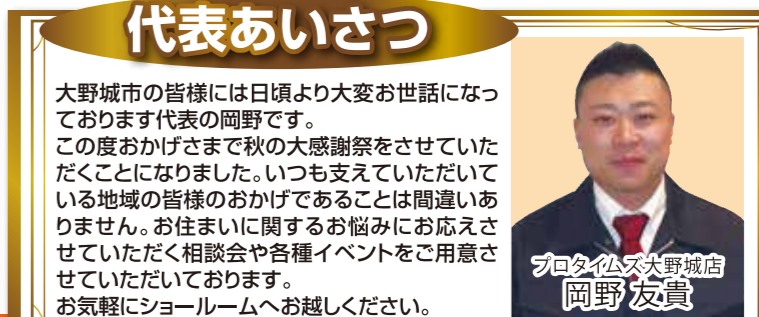 代表あいさつ
大野城市の皆様には日頃より大変お世話になっ
ております代表の岡野です。
この度おかげさまで秋の大感謝祭をさせていた
だくことになりました。いつも支えていただいて
いる地域の皆様のおかげであることは間違いあ
りません。お住まいに関するお悩みにお応えさ
せていただく相談会や各種イベントをご用意さ
せていただいております。
お気軽にショールームへお越しください。
プロタイムズ大野城店
岡野 友貴